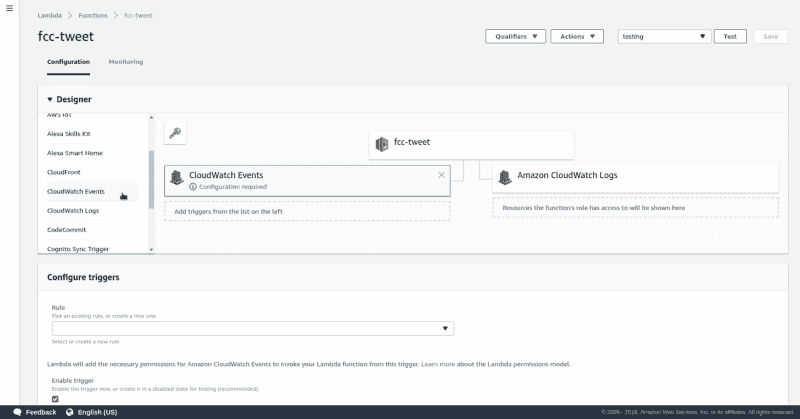 Lambda > Functions > fcc-tweet
fcc-tweet
Qualifiers
Actions
testing
Test
Save
Configuration
Monitoring
Designer
AWS IoT
Alexa Skills Kit
Alexa Smart Home
CloudFront
CloudWatch Events
CloudWatch Logs
CodeCommit
Cognito Sync Trigger
fcc-tweet
CloudWatch Events
Configuration required
Add triggers from the list on the left
Amazon CloudWatch Logs
Resources the function's role has access to will be shown here
Configure triggers
Rule
Pick an existing rule, or create a new one.
Select or create a new rule
Lambda will add the necessary permissions for Amazon CloudWatch Events to invoke your Lambda function from this trigger. Learn more about the Lambda permissions model.
Enable trigger
Enable the trigger now, or create it in a disabled state for testing (recommended).
Feedback
English (US)
© 2008 - 2018, Amazon Web Services, Inc. or its affiliates. All rights reserved.